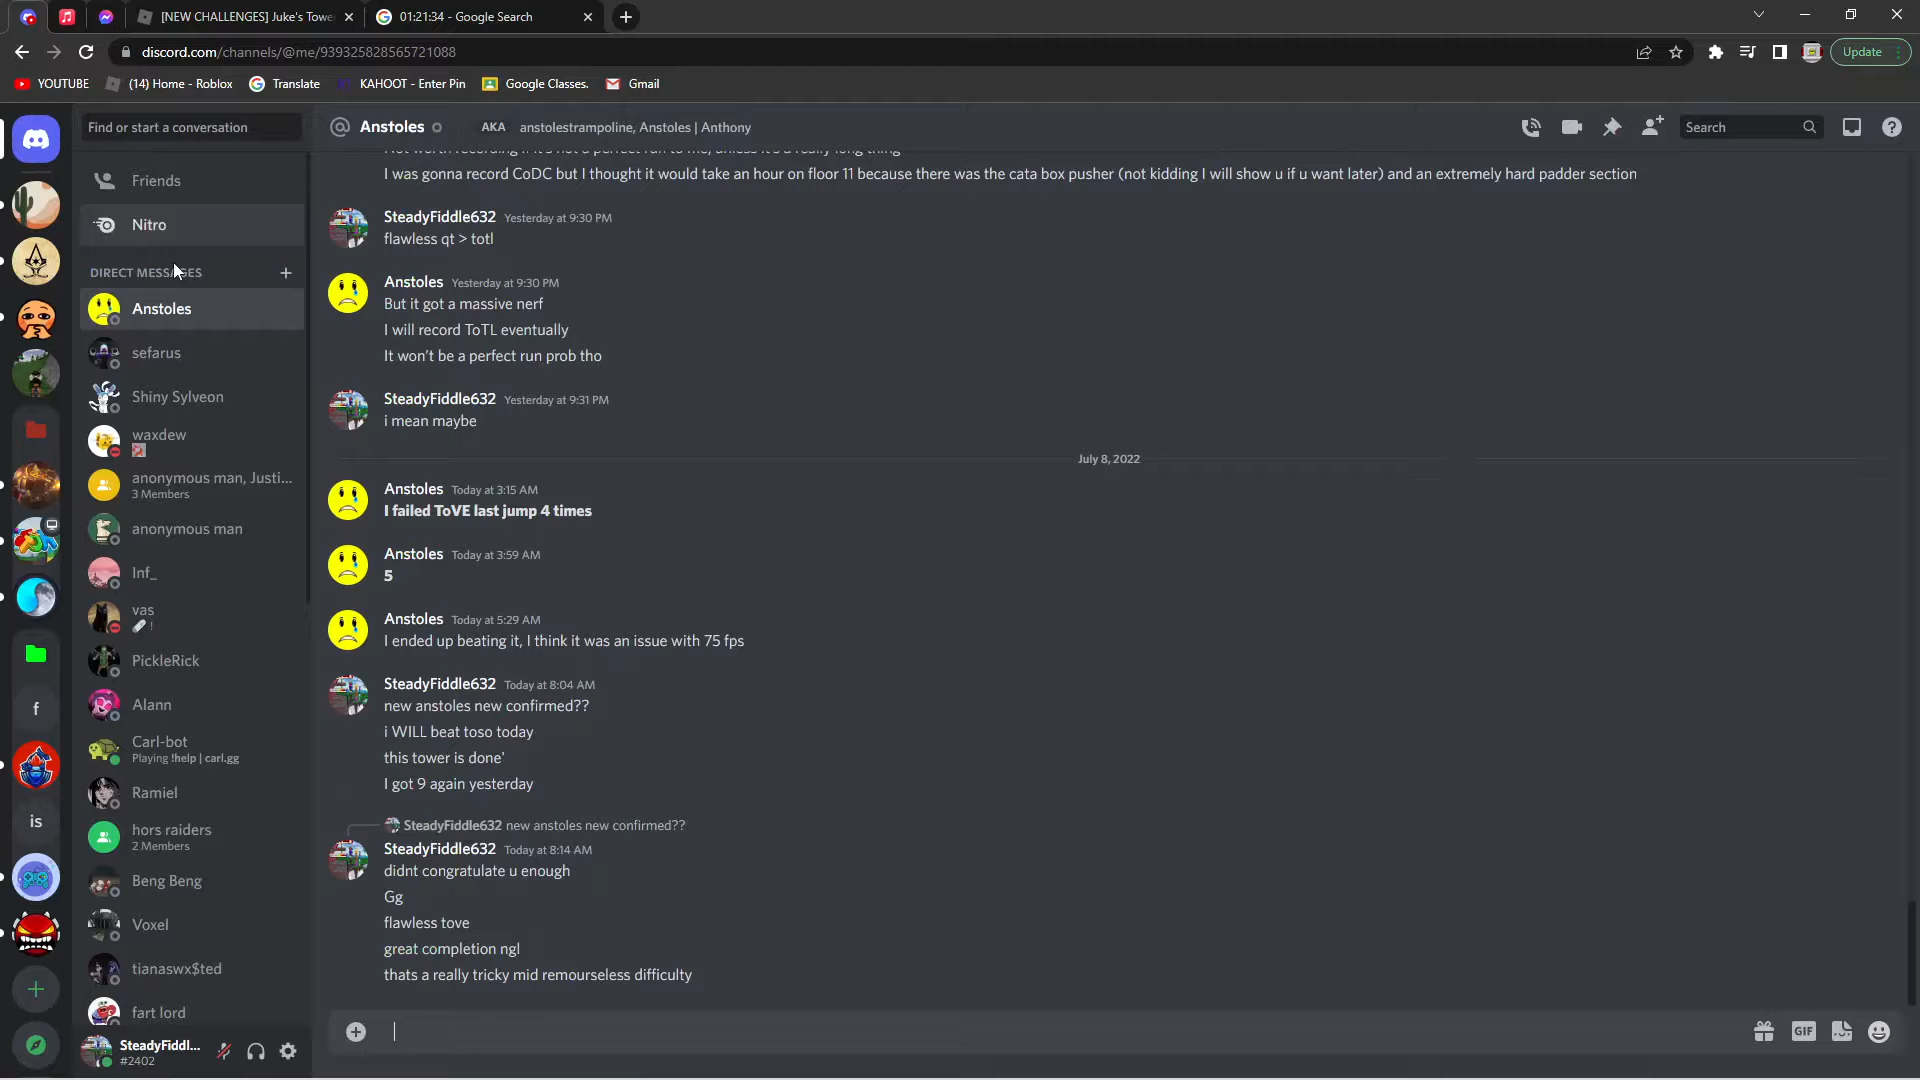 [NEW CHALLENGES] Juke's Towe
01:21:34 - Google Search
discord.com/channels/@me/939325828565721088
Update
YOUTUBE
(14) Home - Roblox
Translate
KAHOOT - Enter Pin
Google Classes.
Gmail
Find or start a conversation
Anstoles
AKA
anstolestrampoline, Anstoles | Anthony
Search
Friends
Nitro
DIRECT MESSAGES
Anstoles
sefarus
Shiny Sylveon
waxdew
anonymous man, Justi...
3 Members
anonymous man
Inf_
vas
!
PickleRick
Alann
Carl-bot
Playing !help | carl.gg
Ramiel
hors raiders
2 Members
Beng Beng
Voxel
tianaswx$ted
fart lord
SteadyFiddl...
#2402
f
is
I was gonna record CoDC but I thought it would take an hour on floor 11 because there was the cata box pusher (not kidding I will show u if u want later) and an extremely hard padder section
SteadyFiddle632 Yesterday at 9:30 PM
flawless qt > totl
Anstoles Yesterday at 9:30 PM
But it got a massive nerf
I will record ToTL eventually
It won't be a perfect run prob tho
SteadyFiddle632 Yesterday at 9:31 PM
i mean maybe
July 8, 2022
Anstoles Today at 3:15 AM
I failed ToVE last jump 4 times
Anstoles Today at 3:59 AM
5
Anstoles Today at 5:29 AM
I ended up beating it, I think it was an issue with 75 fps
SteadyFiddle632 Today at 8:04 AM
new anstoles new confirmed??
i WILL beat toso today
this tower is done'
I got 9 again yesterday
SteadyFiddle632 new anstoles new confirmed??
SteadyFiddle632 Today at 8:14 AM
didnt congratulate u enough
Gg
flawless tove
great completion ngl
thats a really tricky mid remourseless difficulty
GIF